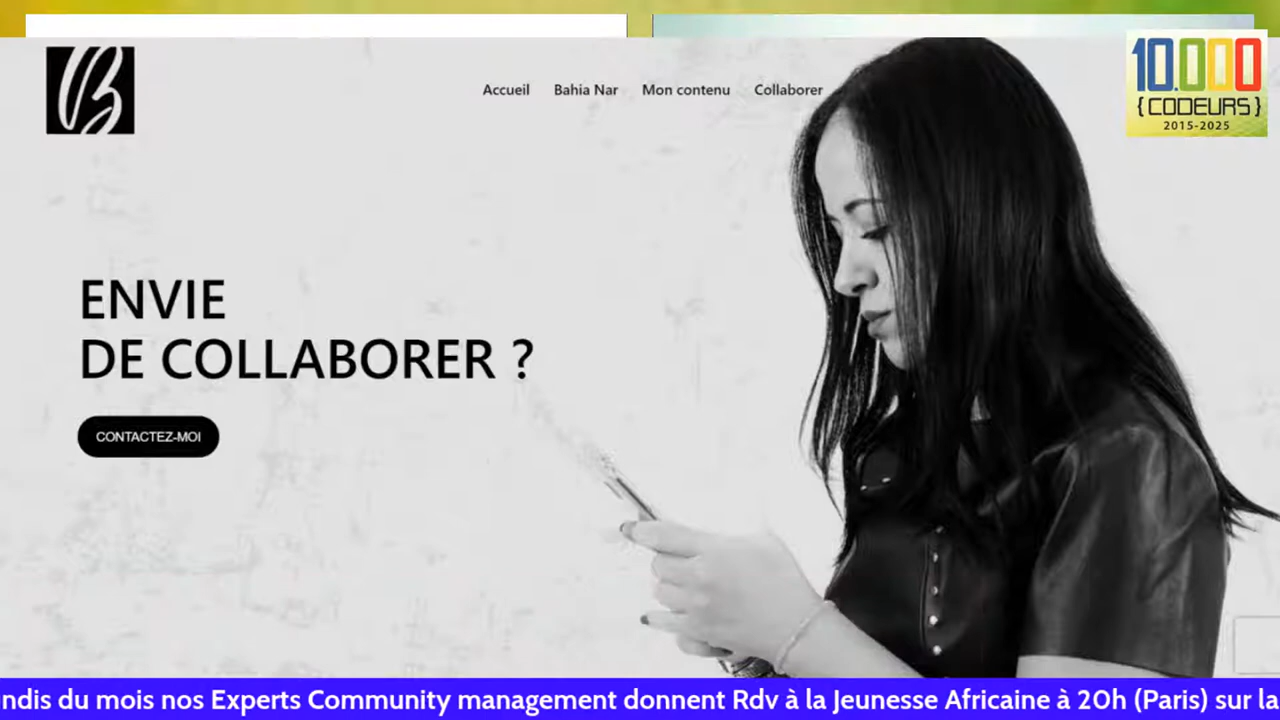 B
Accueil Bahia Nar Mon contenu Collaborer
10.000
{CODEURS}
2015-2025
ENVIE
DE COLLABORER ?
CONTACTEZ-MOI
ndis du mois nos Experts Community management donnent Rdv à la Jeunesse Africaine à 20h (Paris) sur la